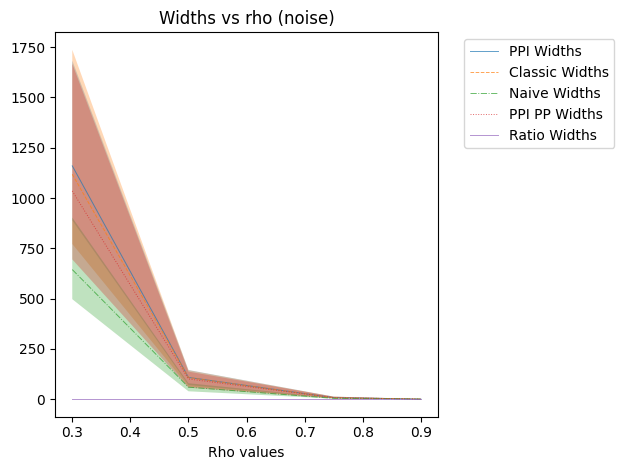 Widths vs rho (noise)
1750
1500
1250
1000
750
500
250
0
0.3 0.4 0.5 0.6 0.7 0.8 0.9
Rho values
PPI Widths
Classic Widths
Naive Widths
PPI PP Widths
Ratio Widths